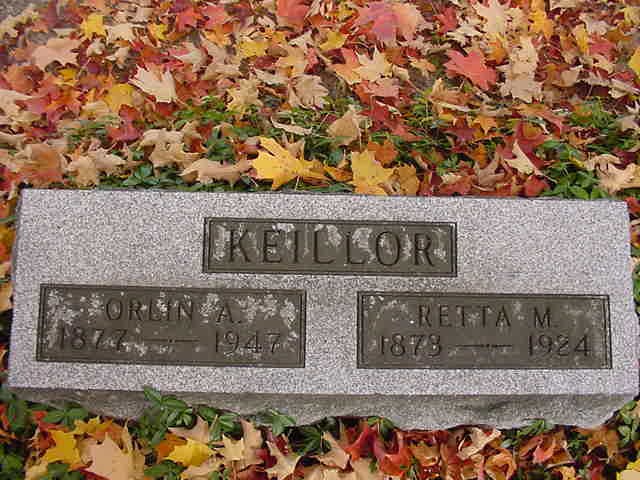 KEILLOR
ORLIN A.
1877 — 1947
RETTA M.
1873 — 1924